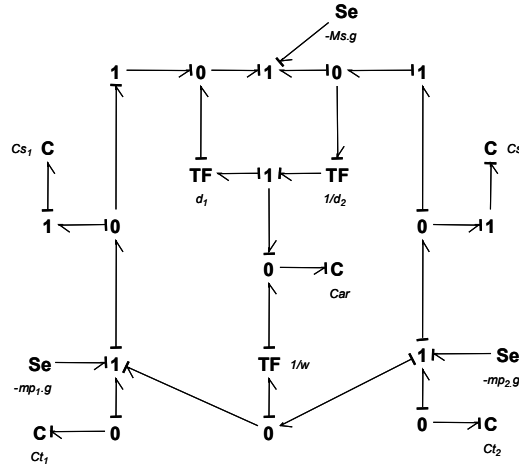 Se
-Ms.g
1 0 1 0 1
Cs1 C C Cs
TF 1 TF
d1 1/d2
1 0 0 1
0 C
Car
Se 1 TF 1/w 1 Se
-mp1.g -mp2.g
C 0 0 0 C
Ct1 Ct2